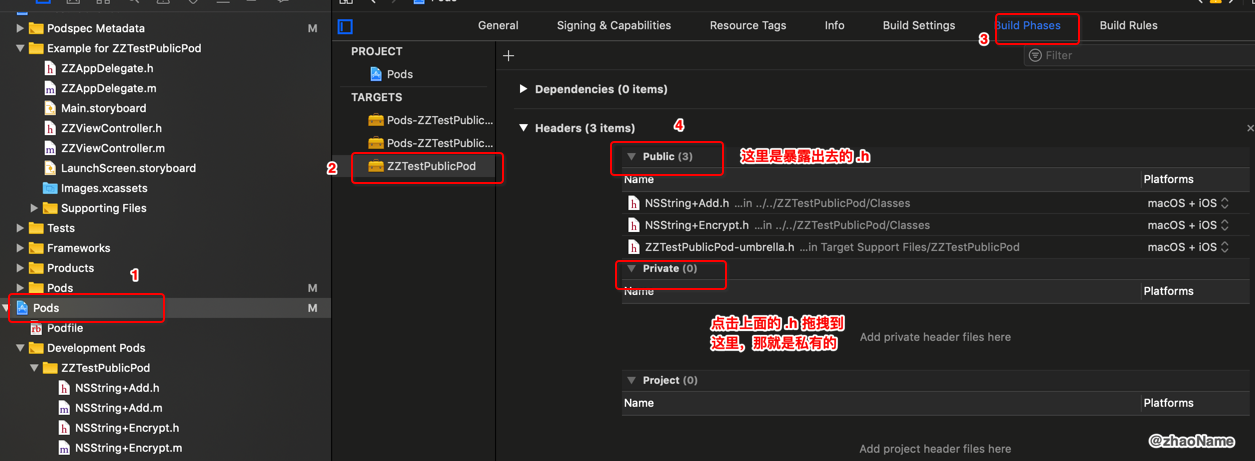 Pods
General
Signing & Capabilities
Resource Tags
Info
Build Settings
Build Phases
Build Rules
3
Podspec Metadata M
Example for ZZTestPublicPod
ZZAppDelegate.h
ZZAppDelegate.m
Main.storyboard
ZZViewController.h
ZZViewController.m
LaunchScreen.storyboard
Images.xcassets
Supporting Files
Tests
Frameworks
Products
1
Pods M
Pods M
Podfile
Development Pods
ZZTestPublicPod
NSString+Add.h
NSString+Add.m
NSString+Encrypt.h
NSString+Encrypt.m
PROJECT
Pods
TARGETS
Pods-ZZTestPublic...
Pods-ZZTestPublic...
2 ZZTestPublicPod
+
Filter
Dependencies (0 items)
Headers (3 items)
4
Public (3)
这里是暴露出去的 .h
Name Platforms
NSString+Add.h ...in ../../ZZTestPublicPod/Classes macOS + iOS
NSString+Encrypt.h ...in ../../ZZTestPublicPod/Classes macOS + iOS
ZZTestPublicPod-umbrella.h ...in Target Support Files/ZZTestPublicPod macOS + iOS
Private (0)
Name Platforms
点击上面的 .h 拖拽到
这里，那就是私有的
Add private header files here
Project (0)
Name Platforms
Add project header files here
@zhaoName